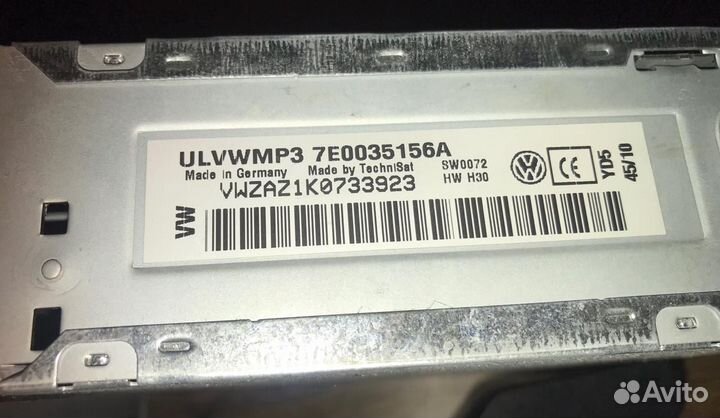 ULVWMP3 7E0035156A
Made in Germany Made by TechniSat
SW0072
HW H30
VWZAZ1K0733923
VW
CE
YD5
45/10
Avito